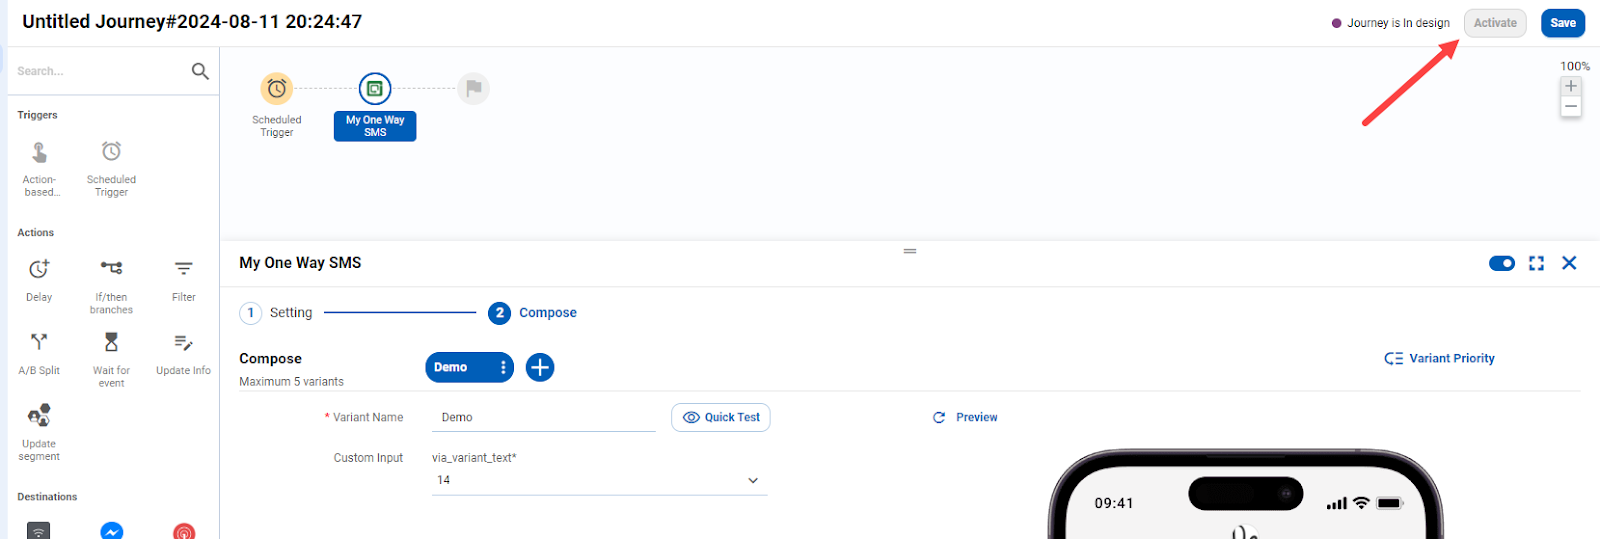 Untitled Journey#2024-08-11 20:24:47
Journey is In design
Activate
Save
Search...
100%
Triggers
Scheduled
Trigger
My One Way
SMS
Action-
based...
Scheduled
Trigger
Actions
Delay
If/then
branches
Filter
A/B Split
Wait for
event
Update Info
Update
segment
Destinations
My One Way SMS
1 Setting
2 Compose
Compose
Maximum 5 variants
Demo
Variant Priority
* Variant Name
Demo
Quick Test
Preview
Custom Input
via_variant_text*
14
09:41